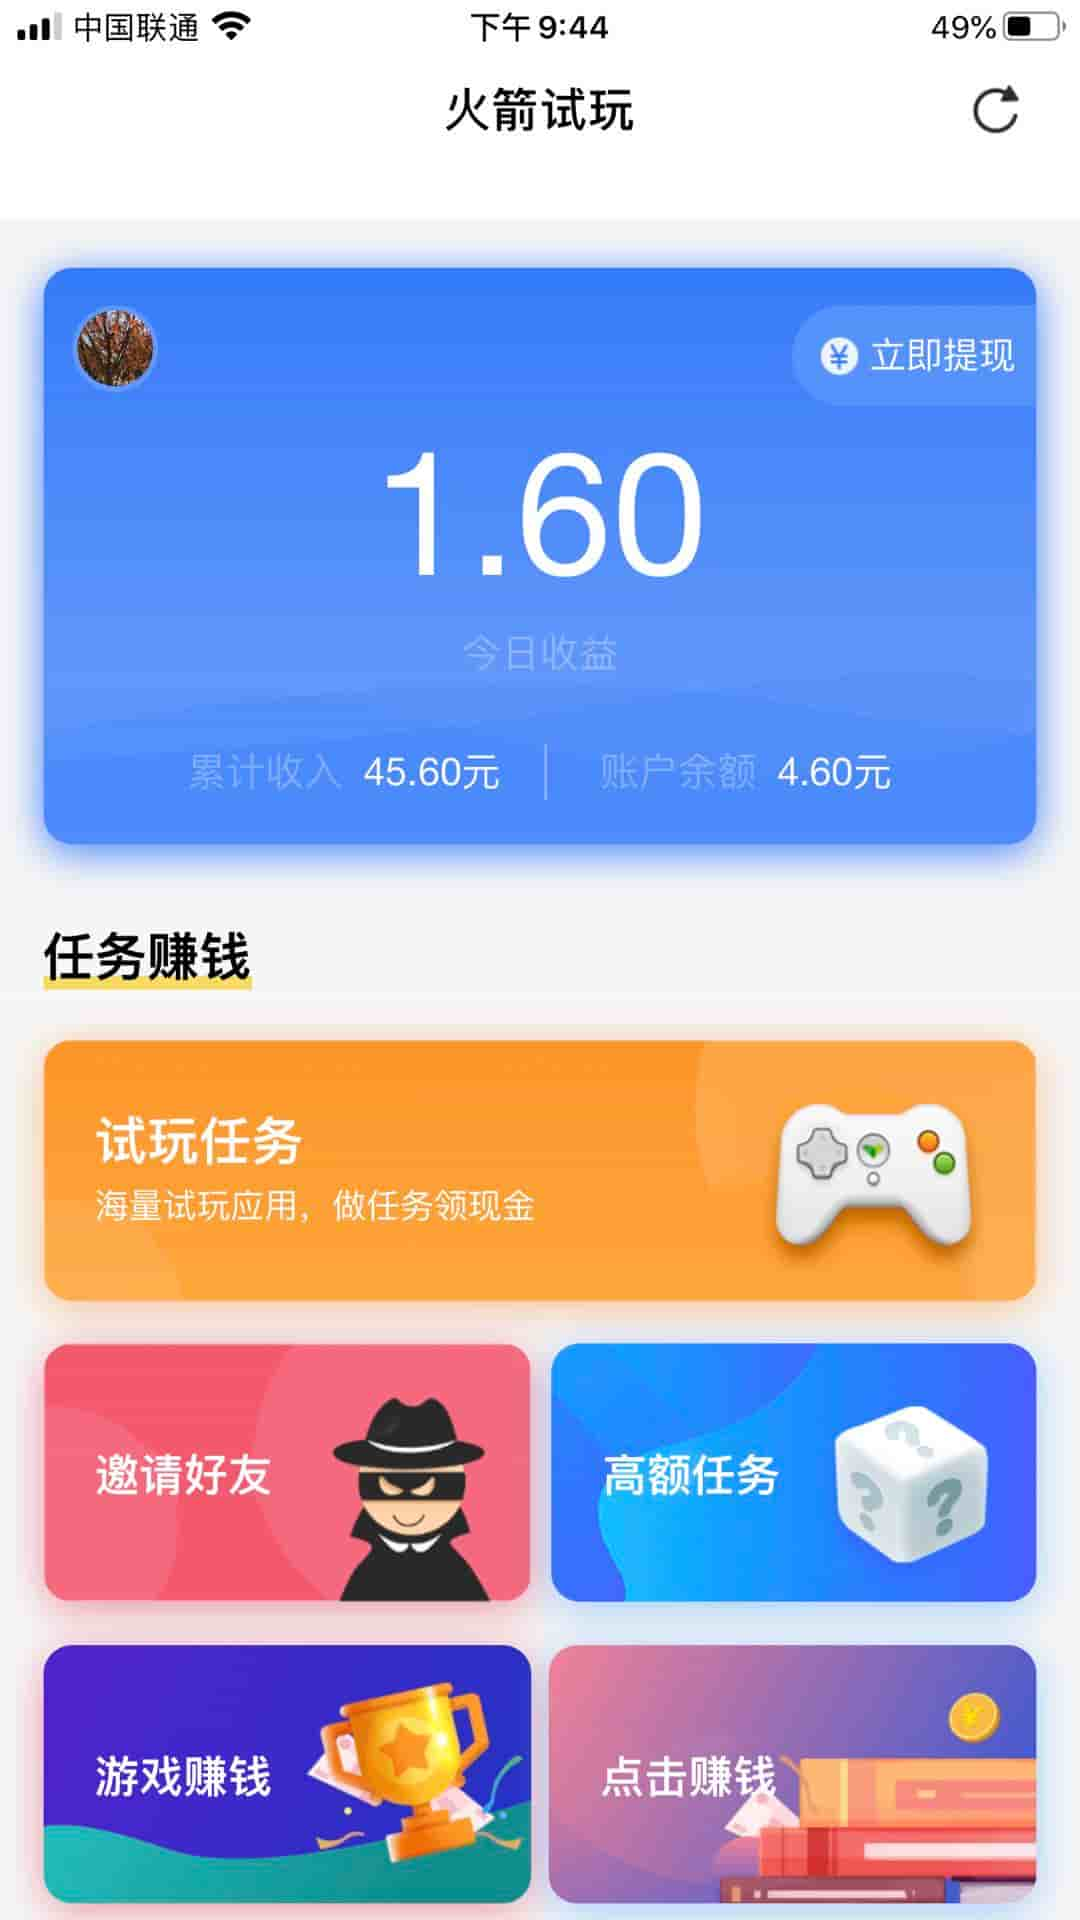 中国联通 下午 9:44 49%
火箭试玩
¥ 立即提现
1.60
今日收益
累计收入 45.60元 账户余额 4.60元
任务赚钱
试玩任务
海量试玩应用，做任务领现金
邀请好友 高额任务
? ? ?
游戏赚钱 点击赚钱
¥